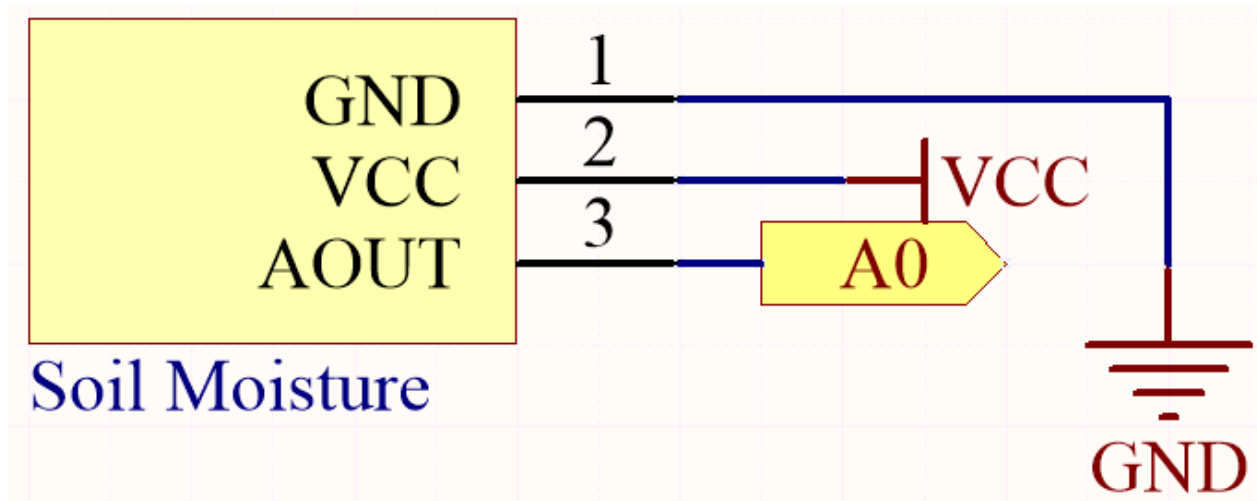 GND 1
VCC 2 VCC
AOUT 3 A0
Soil Moisture
GND